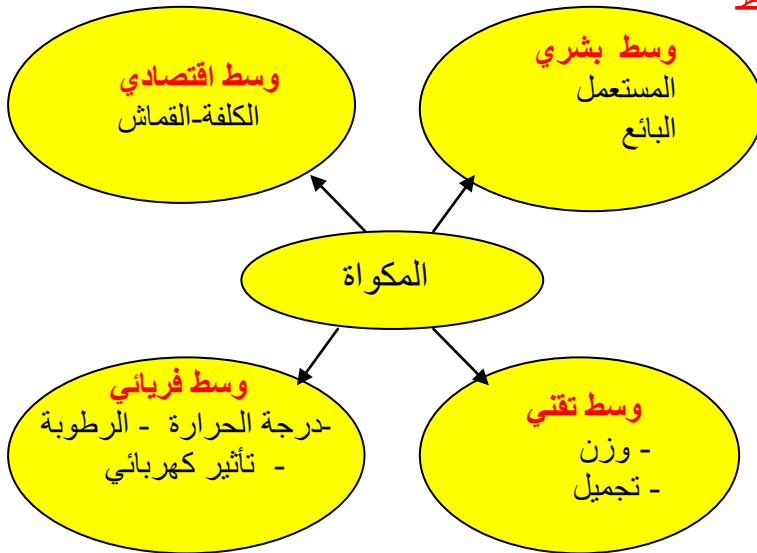 وسط بشري
المستعمل
البائع
وسط اقتصادي
الكلفة-القماش
المكواة
وسط تقني
- وزن
- تجميل
وسط فريائي
-درجة الحرارة - الرطوبة
- تأثير كهربائي